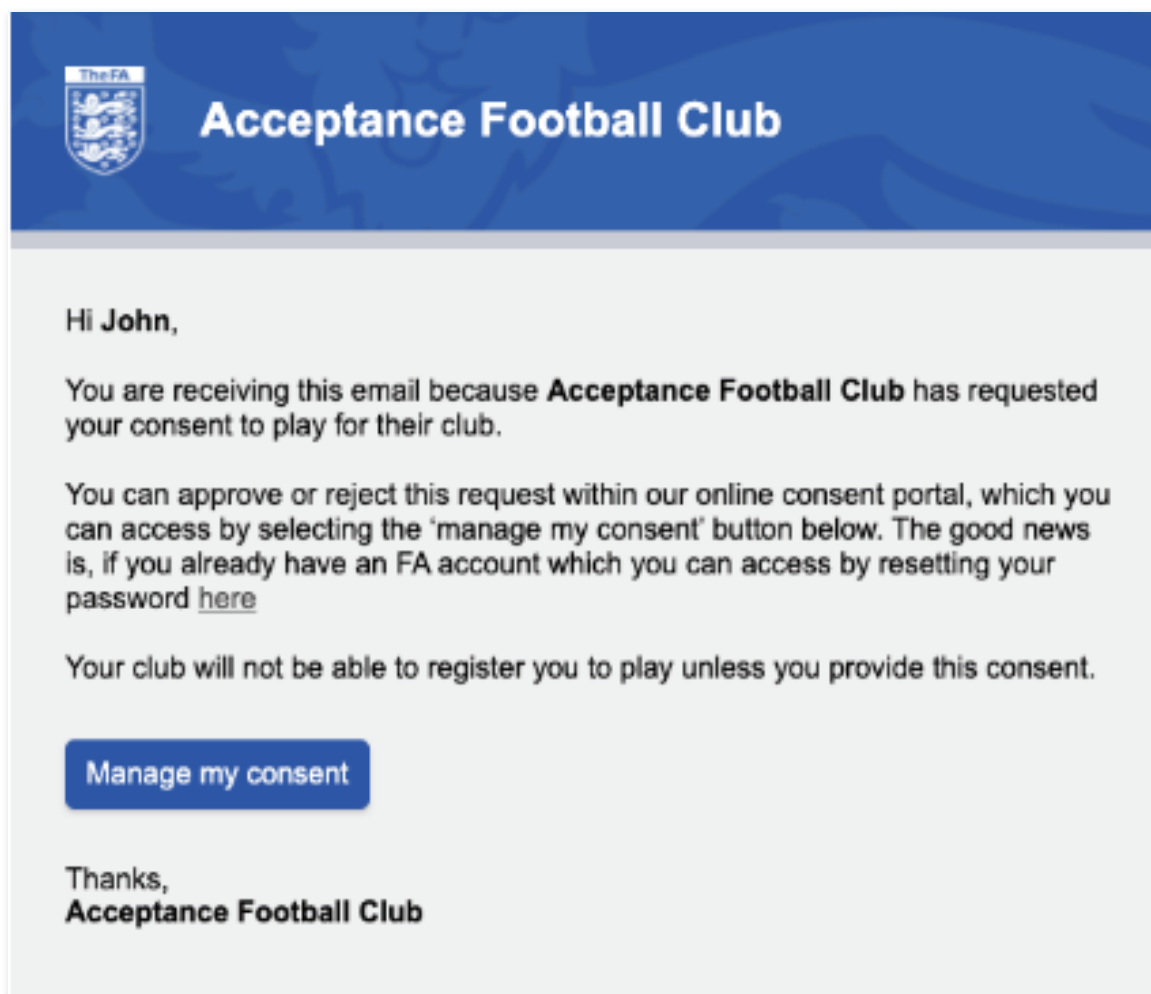 The FA
Acceptance Football Club
Hi John,
You are receiving this email because Acceptance Football Club has requested
your consent to play for their club.
You can approve or reject this request within our online consent portal, which you
can access by selecting the ‘manage my consent’ button below. The good news
is, if you already have an FA account which you can access by resetting your
password here
Your club will not be able to register you to play unless you provide this consent.
Manage my consent
Thanks,
Acceptance Football Club